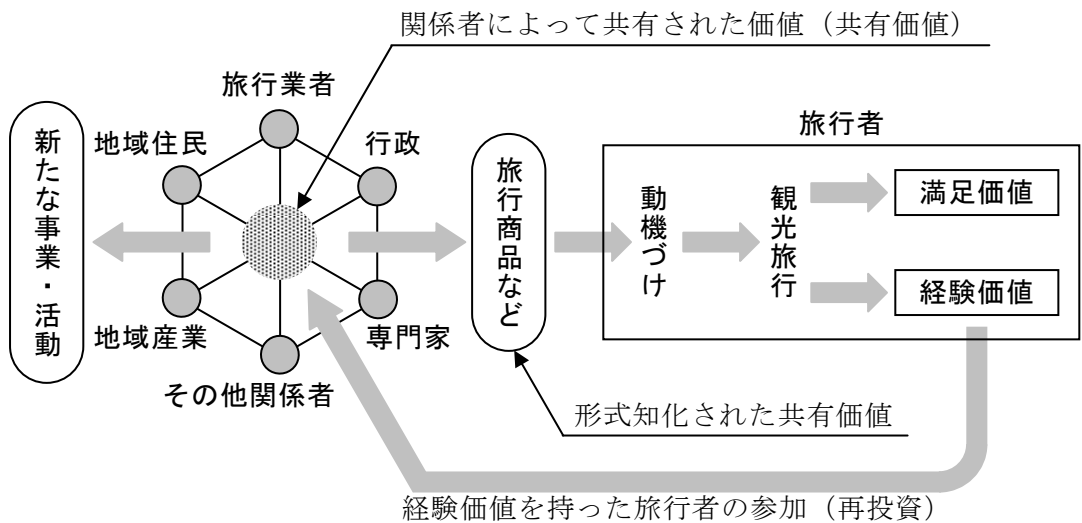 関係者によって共有された価値（共有価値）
旅行業者
地域住民
行政
新たな事業・活動
地域産業
専門家
その他関係者
旅行商品など
旅行者
動機づけ
観光旅行
満足価値
経験価値
形式知化された共有価値
経験価値を持った旅行者の参加（再投資）